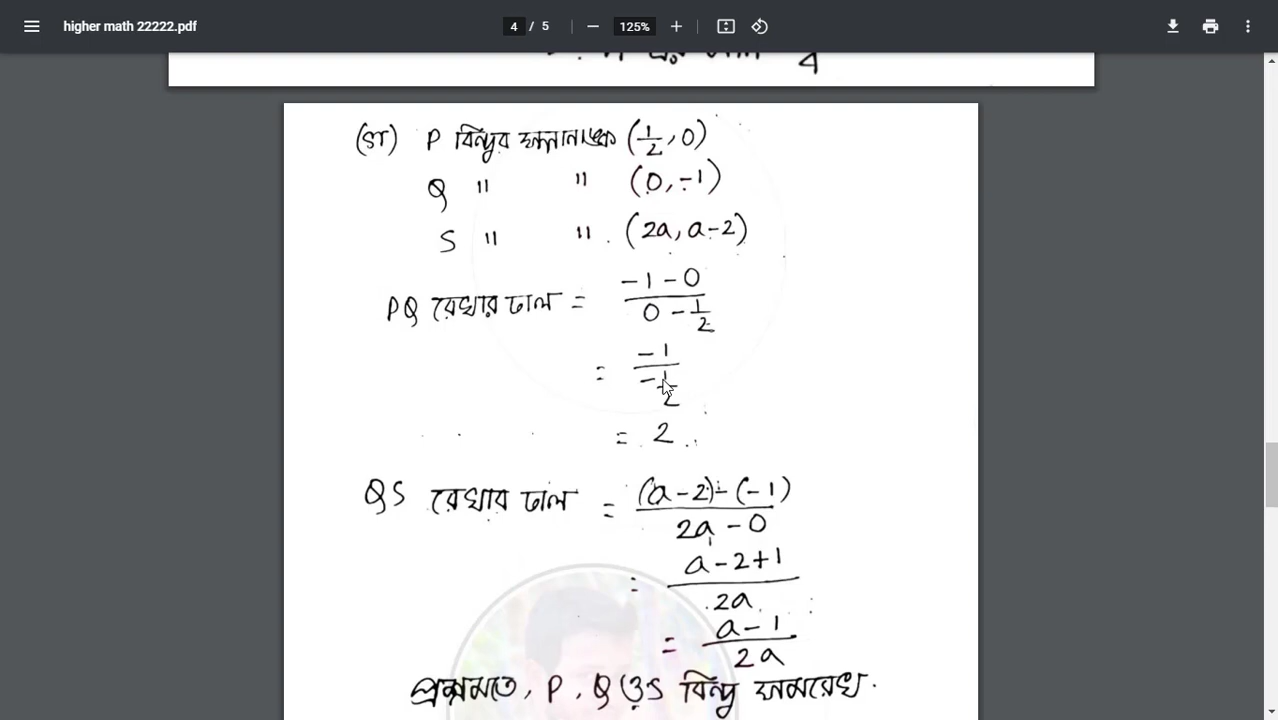 higher math 22222.pdf 4 / 5 125%
4
(গ) P বিন্দুর স্থানাঙ্ক (1/2, 0)
Q " " (0, -1)
S " " (2a, a-2)
PQ রেখার ঢাল = (-1 - 0)/(0 - 1/2)
= (-1)/(-1/2)
= 2
QS রেখার ঢাল = ((a-2) - (-1))/(2a - 0)
= (a-2+1)/(2a)
= (a-1)/(2a)
প্রশ্নমতে, P, Q ও S বিন্দু সমরেখ.